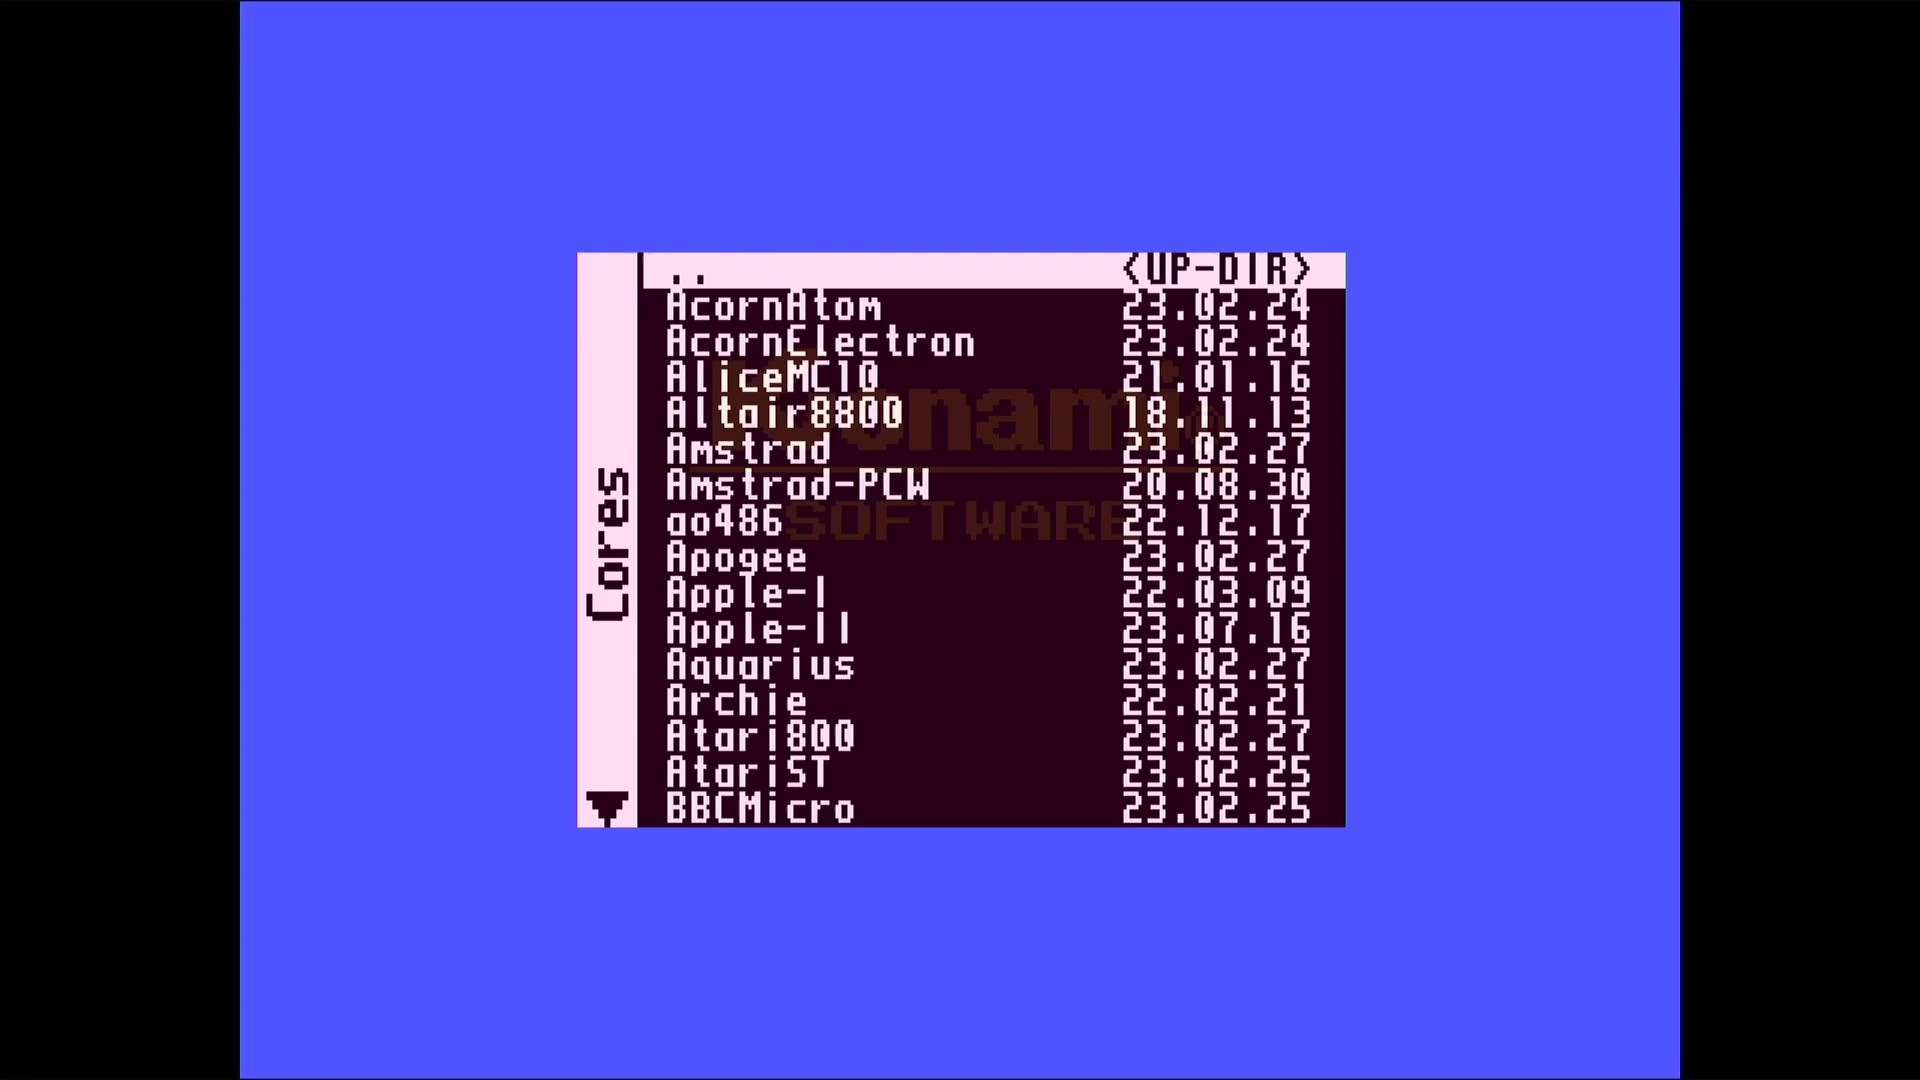 Cores
.. <UP-DIR>
AcornAtom 23.02.24
AcornElectron 23.02.24
AliceMC10 21.01.16
Altair8800 18.11.13
Amstrad 23.02.27
Amstrad-PCW 20.08.30
ao486 22.12.17
Apogee 23.02.27
Apple-I 22.03.09
Apple-II 23.07.16
Aquarius 23.02.27
Archie 22.02.21
Atari800 23.02.27
AtariST 23.02.25
BBCMicro 23.02.25
Konami®
SOFTWARE